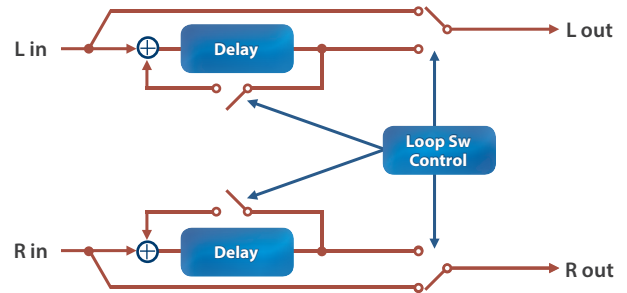 L in
Delay
L out
Loop Sw
Control
R in
Delay
R out